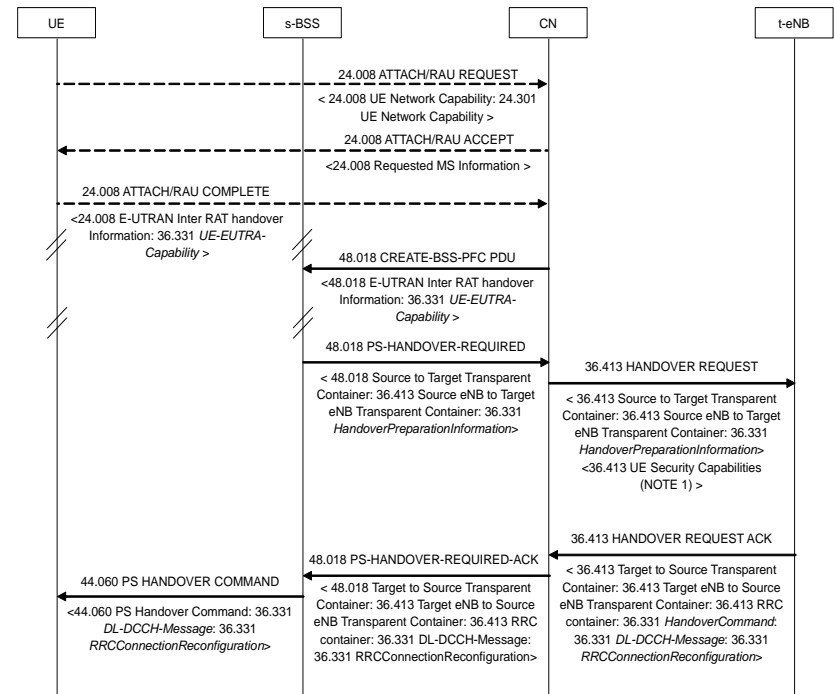 UE
s-BSS
CN
t-eNB
24.008 ATTACH/RAU REQUEST
< 24.008 UE Network Capability: 24.301
UE Network Capability >
24.008 ATTACH/RAU ACCEPT
<24.008 Requested MS Information >
24.008 ATTACH/RAU COMPLETE
<24.008 E-UTRAN Inter RAT handover
Information: 36.331 UE-EUTRA-
Capability >
48.018 CREATE-BSS-PFC PDU
<48.018 E-UTRAN Inter RAT handover
Information: 36.331 UE-EUTRA-
Capability >
48.018 PS-HANDOVER-REQUIRED
< 48.018 Source to Target Transparent
Container: 36.413 Source eNB to Target
eNB Transparent Container: 36.331
HandoverPreparationInformation>
36.413 HANDOVER REQUEST
< 36.413 Source to Target Transparent
Container: 36.413 Source eNB to Target
eNB Transparent Container: 36.331
HandoverPreparationInformation>
<36.413 UE Security Capabilities
(NOTE 1) >
36.413 HANDOVER REQUEST ACK
< 36.413 Target to Source Transparent
Container: 36.413 Target eNB to Source
eNB Transparent Container: 36.413 RRC
container: 36.331 HandoverCommand:
36.331 DL-DCCH-Message: 36.331
RRCConnectionReconfiguration>
48.018 PS-HANDOVER-REQUIRED-ACK
< 48.018 Target to Source Transparent
Container: 36.413 Target eNB to Source
eNB Transparent Container: 36.413 RRC
container: 36.331 DL-DCCH-Message:
36.331 RRCConnectionReconfiguration>
44.060 PS HANDOVER COMMAND
<44.060 PS Handover Command: 36.331
DL-DCCH-Message: 36.331
RRCConnectionReconfiguration>